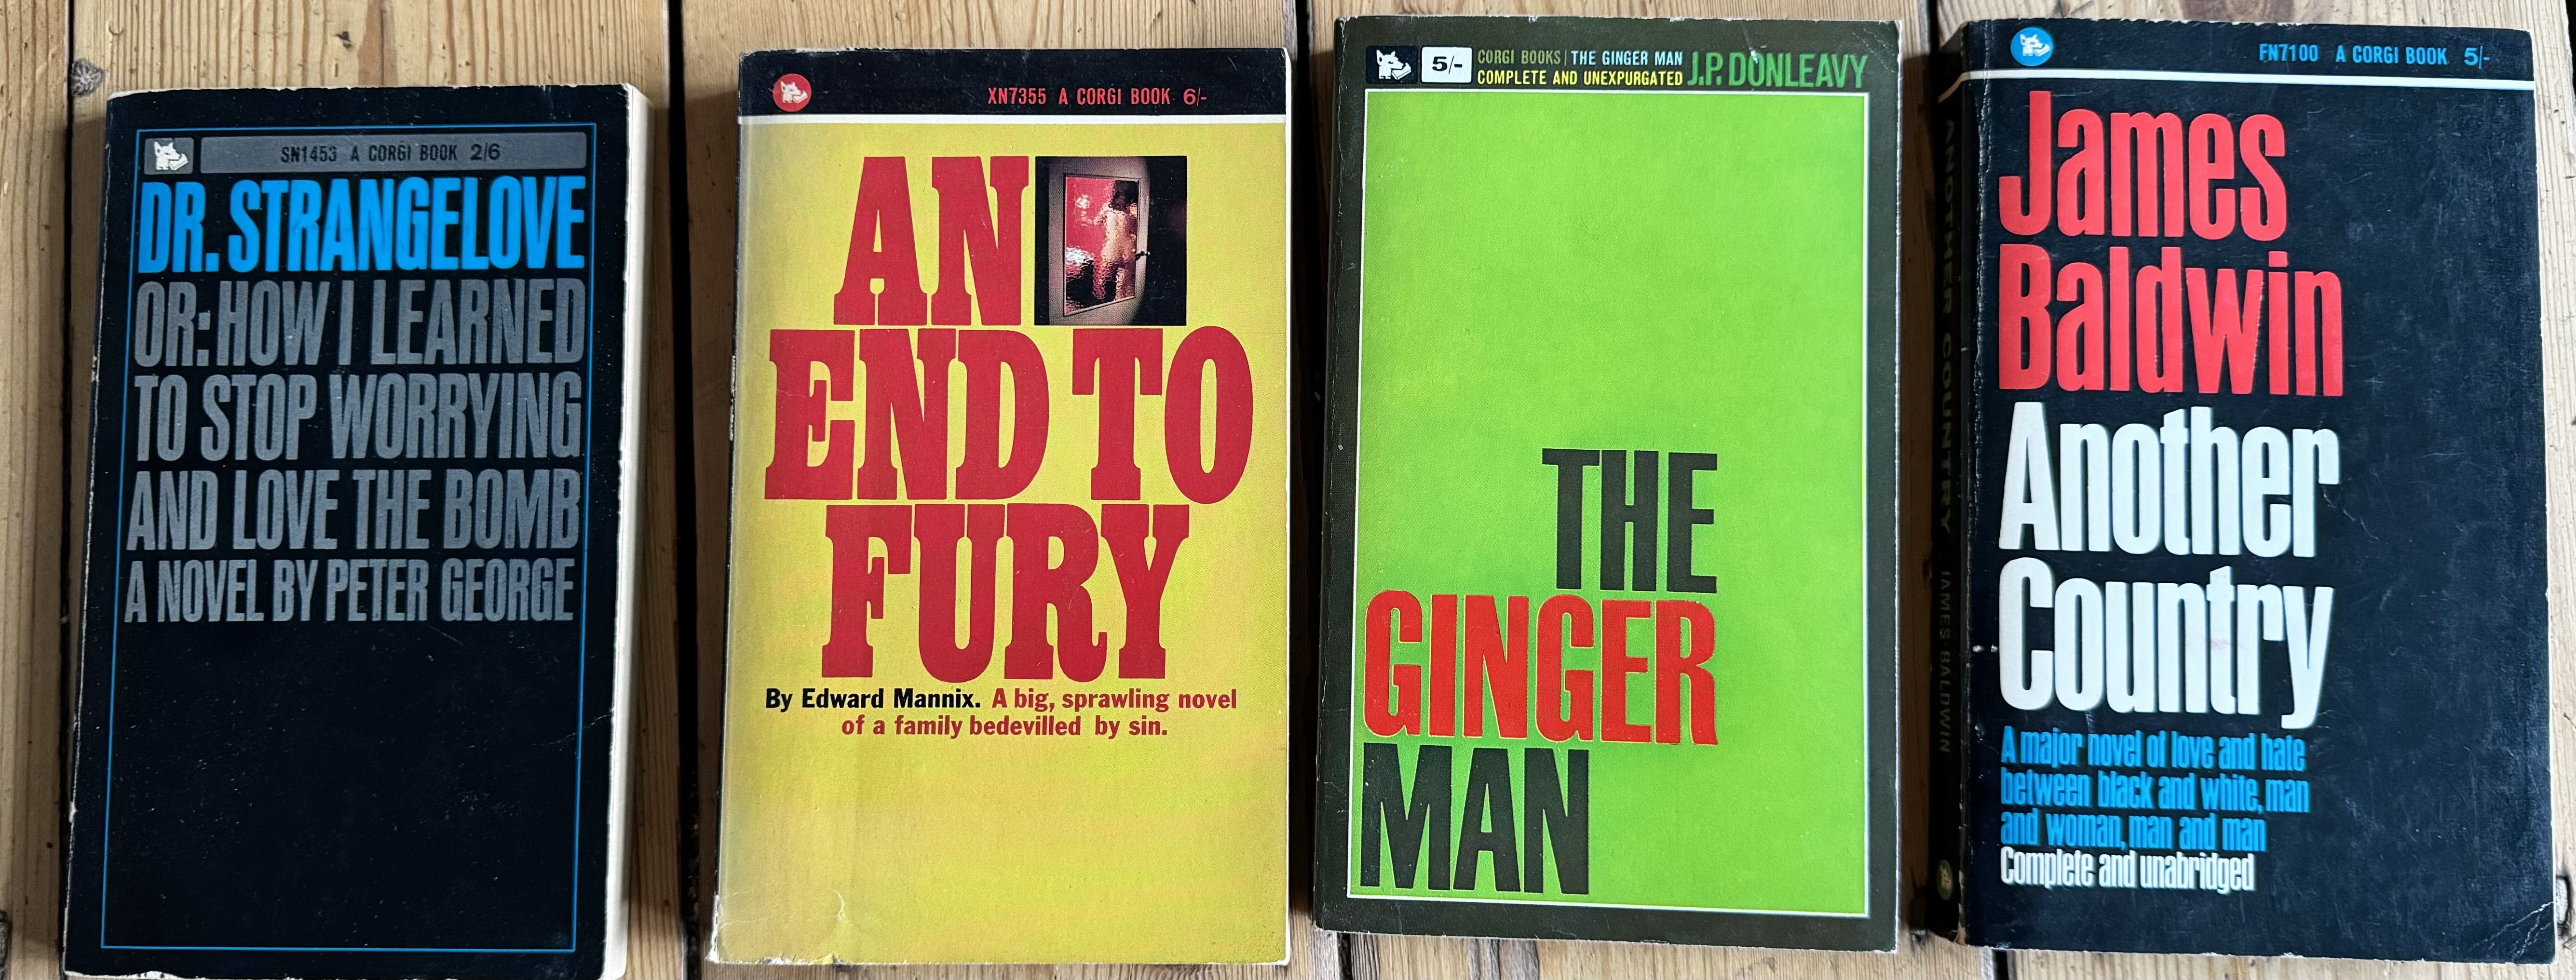 SN1453 A CORGI BOOK 2/6
DR. STRANGELOVE
OR: HOW I LEARNED
TO STOP WORRYING
AND LOVE THE BOMB
A NOVEL BY PETER GEORGE
XN7355 A CORGI BOOK 6/-
AN
END TO
FURY
By Edward Mannix. A big, sprawling novel
of a family bedevilled by sin.
5/-
CORGI BOOKS | THE GINGER MAN
COMPLETE AND UNEXPURGATED
J.P. DONLEAVY
THE
GINGER
MAN
ANOTHER COUNTRY JAMES BALDWIN
FN7100 A CORGI BOOK 5/-
James
Baldwin
Another
Country
A major novel of love and hate
between black and white, man
and woman, man and man
Complete and unabridged